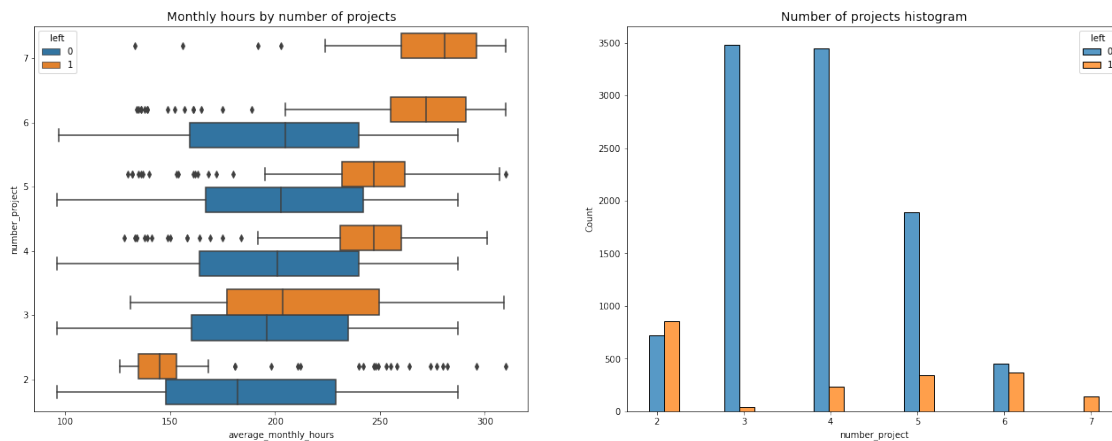 Monthly hours by number of projects
left
0
1
7
6
5
4
3
2
number_project
100 150 200 250 300
average_monthly_hours
Number of projects histogram
left
0
1
3500
3000
2500
2000
1500
1000
500
0
Count
2 3 4 5 6 7
number_project